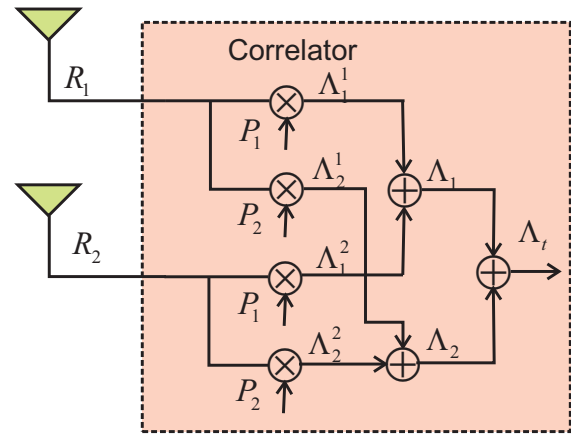 Correlator
R₁
Λ₁¹
P₁
Λ₂¹
Λ₁
P₂
Λₜ
R₂
Λ₁²
P₁
Λ₂²
Λ₂
P₂